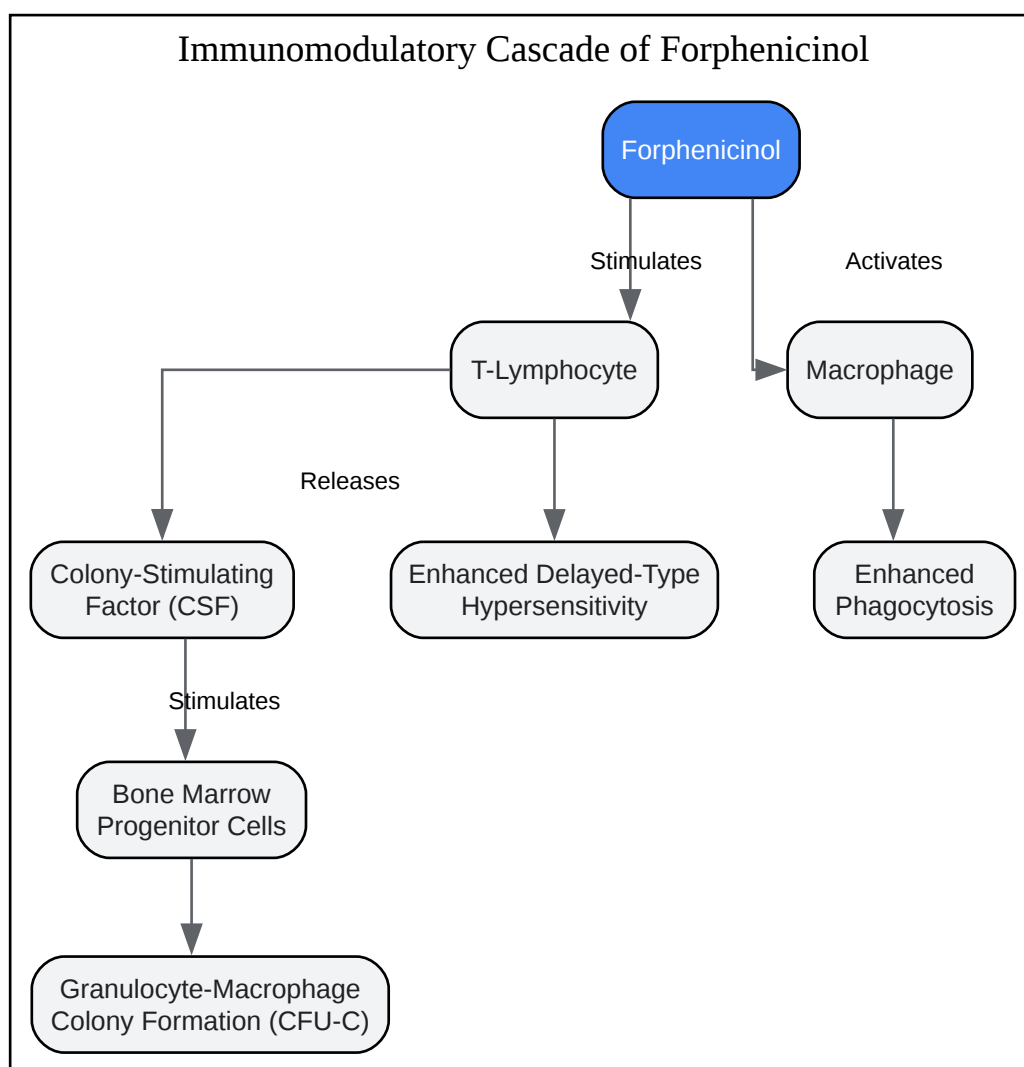 Immunomodulatory Cascade of Forphenicinol
Forphenicinol
Stimulates
Activates
T-Lymphocyte
Macrophage
Releases
Colony-Stimulating
Factor (CSF)
Enhanced Delayed-Type
Hypersensitivity
Enhanced
Phagocytosis
Stimulates
Bone Marrow
Progenitor Cells
Granulocyte-Macrophage
Colony Formation (CFU-C)